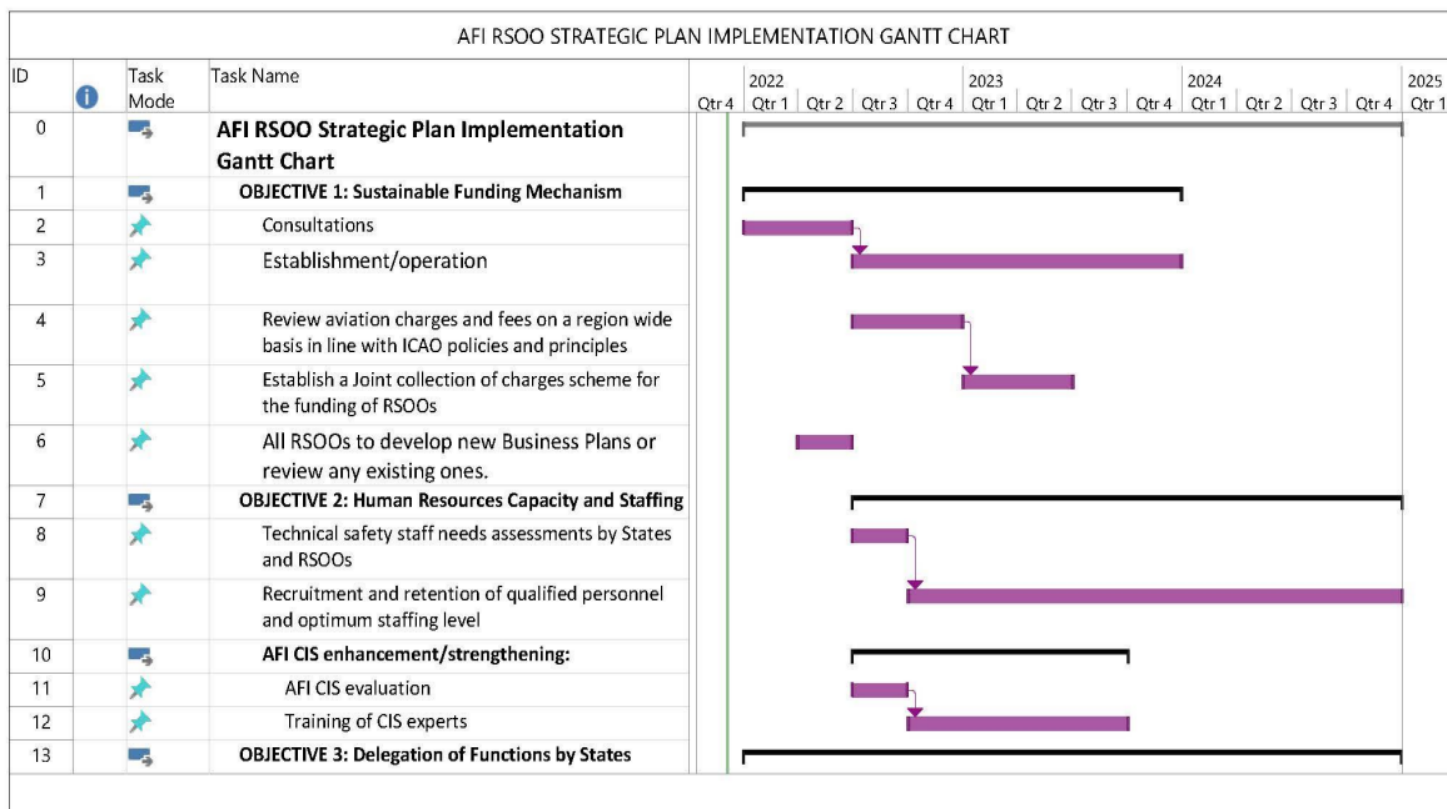 AFI RSOO STRATEGIC PLAN IMPLEMENTATION GANTT CHART
ID Task Mode Task Name 2022 2023 2024 2025
Qtr 4 Qtr 1 Qtr 2 Qtr 3 Qtr 4 Qtr 1 Qtr 2 Qtr 3 Qtr 4 Qtr 1 Qtr 2 Qtr 3 Qtr 4 Qtr 1
0 AFI RSOO Strategic Plan Implementation
Gantt Chart
1 OBJECTIVE 1: Sustainable Funding Mechanism
2 Consultations
3 Establishment/operation
4 Review aviation charges and fees on a region wide
basis in line with ICAO policies and principles
5 Establish a Joint collection of charges scheme for
the funding of RSOOs
6 All RSOOs to develop new Business Plans or
review any existing ones.
7 OBJECTIVE 2: Human Resources Capacity and Staffing
8 Technical safety staff needs assessments by States
and RSOOs
9 Recruitment and retention of qualified personnel
and optimum staffing level
10 AFI CIS enhancement/strengthening:
11 AFI CIS evaluation
12 Training of CIS experts
13 OBJECTIVE 3: Delegation of Functions by States